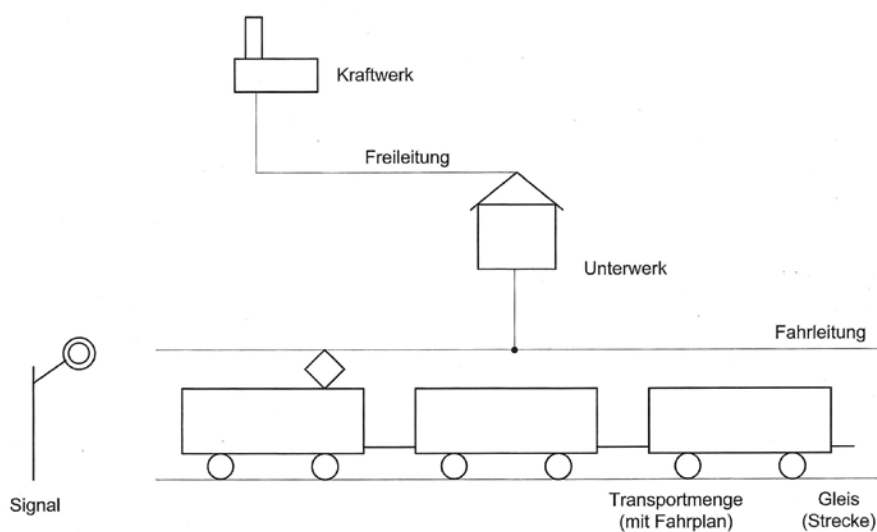 Kraftwerk
Freileitung
Unterwerk
Fahrleitung
Signal
Transportmenge
(mit Fahrplan)
Gleis
(Strecke)